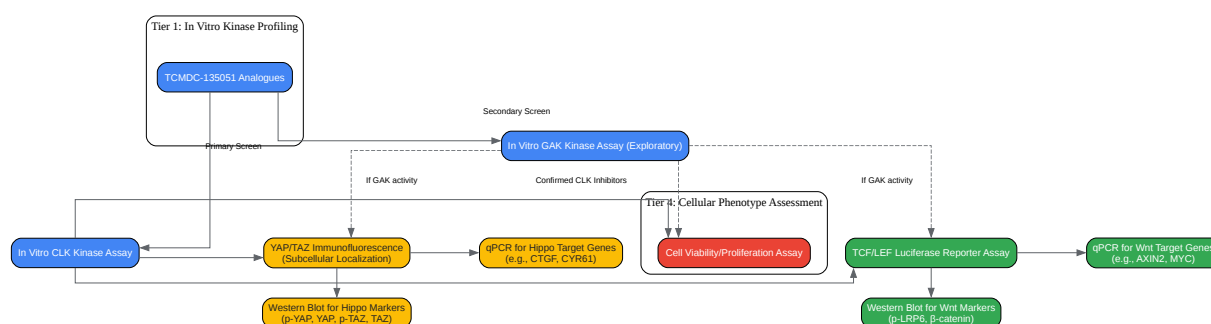 Tier 1: In Vitro Kinase Profiling
TCMDC-135051 Analogues
Secondary Screen
Primary Screen
In Vitro GAK Kinase Assay (Exploratory)
If GAK activity
Confirmed CLK Inhibitors
If GAK activity
Tier 4: Cellular Phenotype Assessment
In Vitro CLK Kinase Assay
YAP/TAZ Immunofluorescence
(Subcellular Localization)
qPCR for Hippo Target Genes
(e.g., CTGF, CYR61)
Cell Viability/Proliferation Assay
TCF/LEF Luciferase Reporter Assay
qPCR for Wnt Target Genes
(e.g., AXIN2, MYC)
Western Blot for Hippo Markers
(p-YAP, YAP, p-TAZ, TAZ)
Western Blot for Wnt Markers
(p-LRP6, β-catenin)